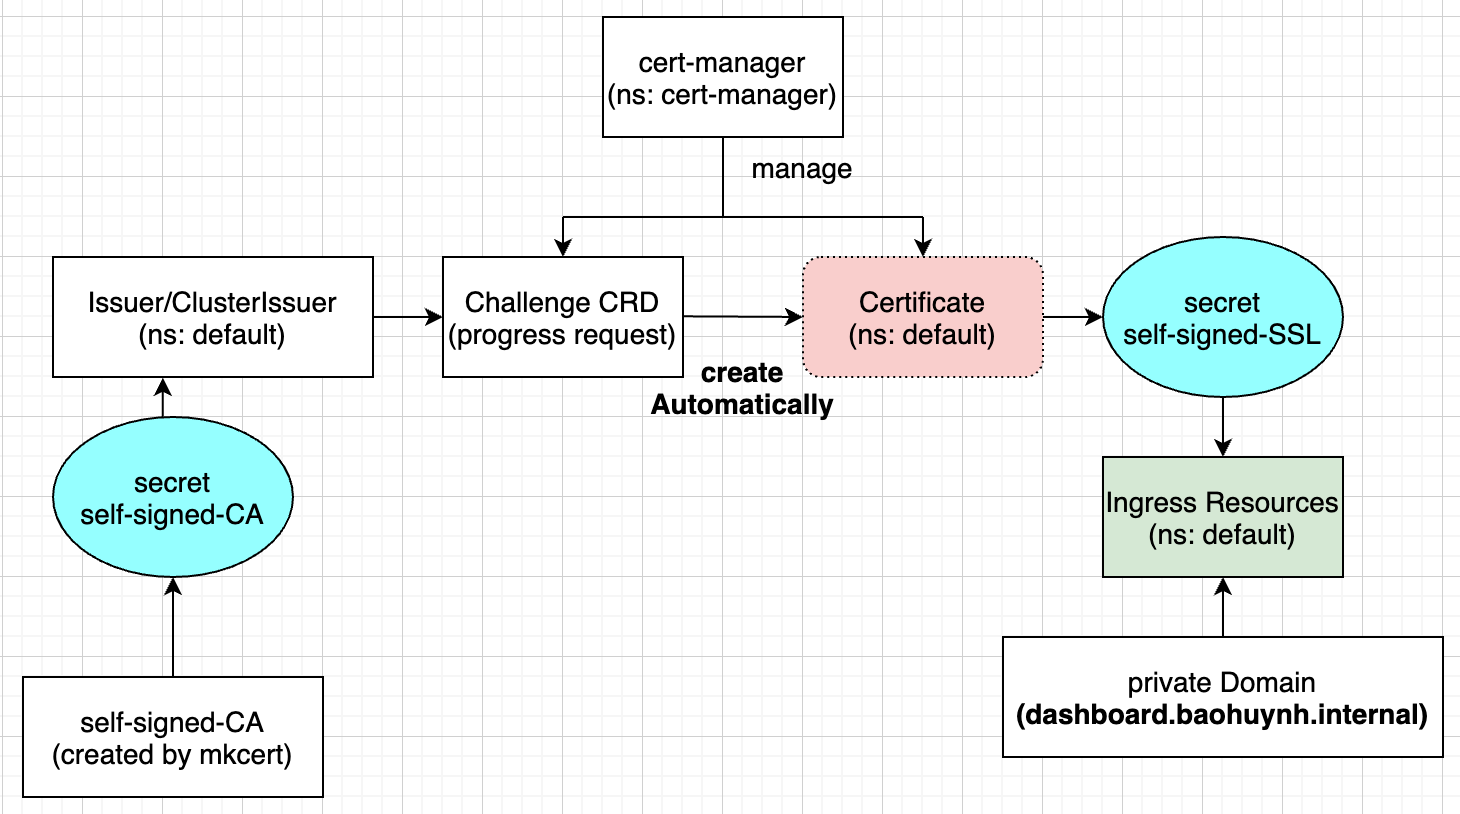 cert-manager
(ns: cert-manager)
manage
Issuer/ClusterIssuer
(ns: default)
Challenge CRD
(progress request)
create
Automatically
Certificate
(ns: default)
secret
self-signed-SSL
secret
self-signed-CA
Ingress Resources
(ns: default)
self-signed-CA
(created by mkcert)
private Domain
(dashboard.baohuynh.internal)